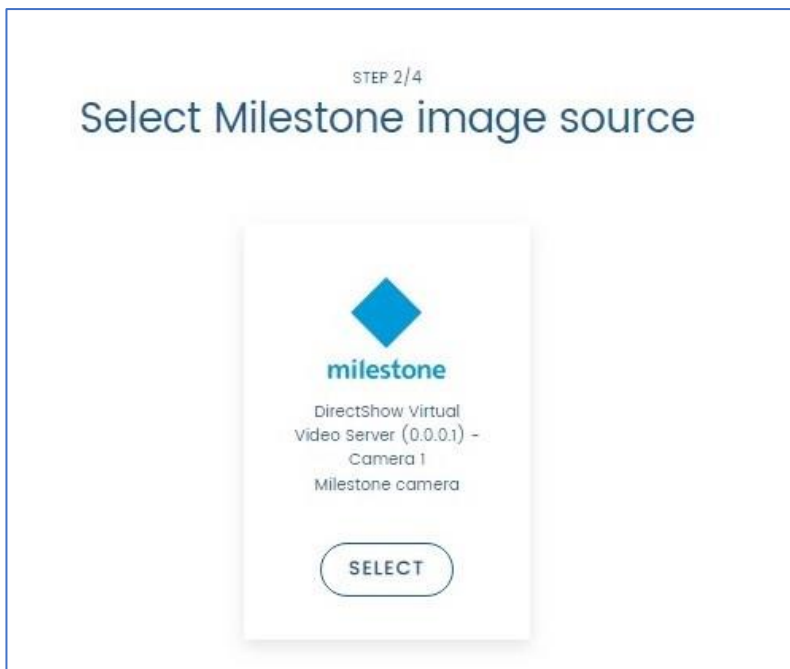 STEP 2/4
Select Milestone image source
milestone
DirectShow Virtual
Video Server (0.0.0.1) -
Camera 1
Milestone camera
SELECT